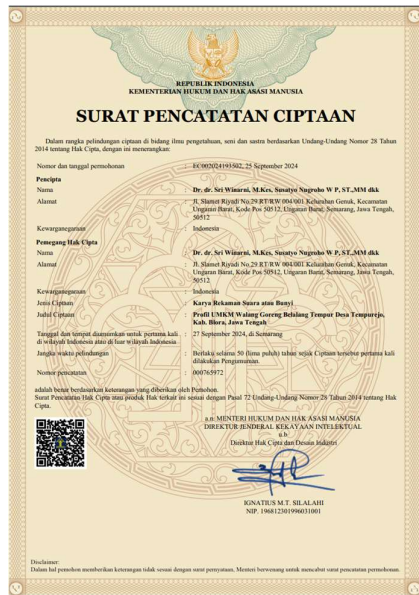 REPUBLIK INDONESIA
KEMENTERIAN HUKUM DAN HAK ASASI MANUSIA
SURAT PENCATATAN CIPTAAN
Dalam rangka pelindungan ciptaan di bidang ilmu pengetahuan, seni dan sastra berdasarkan Undang-Undang Nomor 28 Tahun
2014 tentang Hak Cipta, dengan ini menerangkan:
Nomor dan tanggal permohonan : EC002024193502, 25 September 2024
Pencipta
Nama : Dr. dr. Sri Winarni, M.Kes, Susatyo Nugroho W P, ST.,MM dkk
Alamat : Jl. Slamet Riyadi No.29 RT/RW 004/001 Kelurahan Genuk, Kecamatan
Ungaran Barat, Kode Pos 50512, Ungaran Barat, Semarang, Jawa Tengah,
50512
Kewarganegaraan : Indonesia
Pemegang Hak Cipta
Nama : Dr. dr. Sri Winarni, M.Kes, Susatyo Nugroho W P, ST.,MM dkk
Alamat : Jl. Slamet Riyadi No.29 RT/RW 004/001 Kelurahan Genuk, Kecamatan
Ungaran Barat, Kode Pos 50512, Ungaran Barat, Semarang, Jawa Tengah,
50512
Kewarganegaraan : Indonesia
Jenis Ciptaan : Karya Rekaman Suara atau Bunyi
Judul Ciptaan : Profil UMKM Walang Goreng Belalang Tempur Desa Tempurejo,
Kab. Blora, Jawa Tengah
Tanggal dan tempat diumumkan untuk pertama kali : 27 September 2024, di Semarang
di wilayah Indonesia atau di luar wilayah Indonesia
Jangka waktu pelindungan : Berlaku selama 50 (lima puluh) tahun sejak Ciptaan tersebut pertama kali
dilakukan Pengumuman.
Nomor pencatatan : 000765972
adalah benar berdasarkan keterangan yang diberikan oleh Pemohon.
Surat Pencatatan Hak Cipta atau produk Hak terkait ini sesuai dengan Pasal 72 Undang-Undang Nomor 28 Tahun 2014 tentang Hak
Cipta.
a.n. MENTERI HUKUM DAN HAK ASASI MANUSIA
DIREKTUR JENDERAL KEKAYAAN INTELEKTUAL
u.b
Direktur Hak Cipta dan Desain Industri
IGNATIUS M.T. SILALAHI
NIP. 196812301996031001
Disclaimer:
Dalam hal pemohon memberikan keterangan tidak sesuai dengan surat pernyataan, Menteri berwenang untuk mencabut surat pencatatan permohonan.